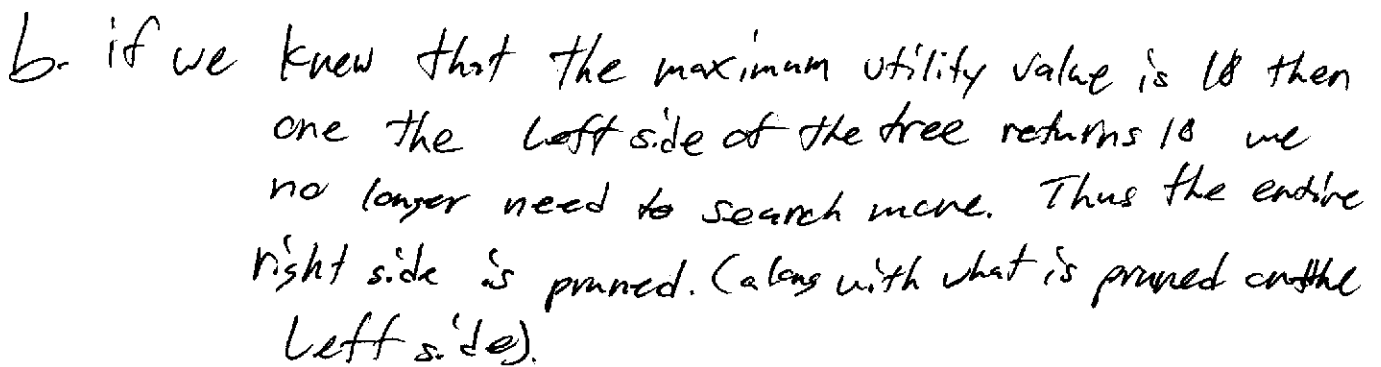 b. if we knew that the maximum utility value is 18 then
one the left side of the tree returns 18 we
no longer need to search more. Thus the entire
right side is pruned. (along with what is pruned on the
left side).